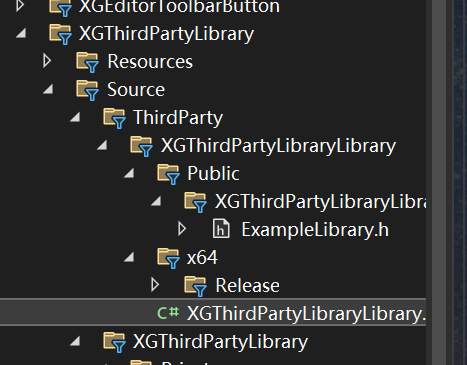 XGEditorToolbarButton
XGThirdPartyLibrary
Resources
Source
ThirdParty
XGThirdPartyLibraryLibrary
Public
XGThirdPartyLibraryLibra
ExampleLibrary.h
x64
Release
C# XGThirdPartyLibraryLibrary.
XGThirdPartyLibrary